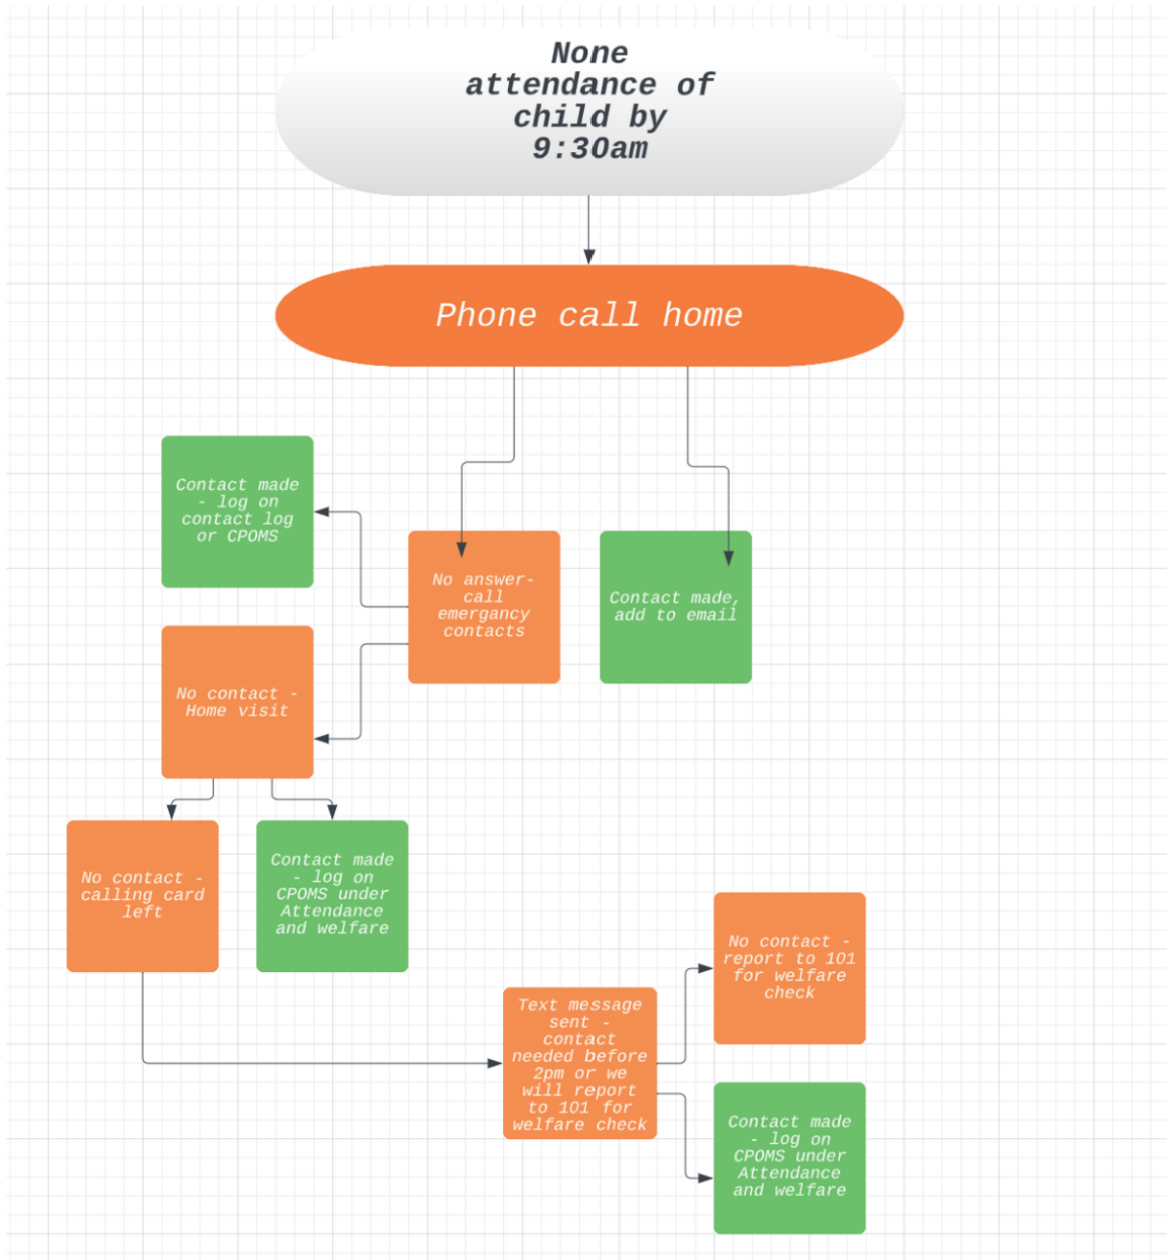 None
attendance of
child by
9:30am
Phone call home
Contact made
- log on
contact log
or CPOMS
No answer-
call
emergancy
contacts
Contact made,
add to email
No contact -
Home visit
No contact -
calling card
left
Contact made
- log on
CPOMS under
Attendance
and welfare
Text message
sent -
contact
needed before
2pm or we
will report
to 101 for
welfare check
No contact -
report to 101
for welfare
check
Contact made
- log on
CPOMS under
Attendance
and welfare